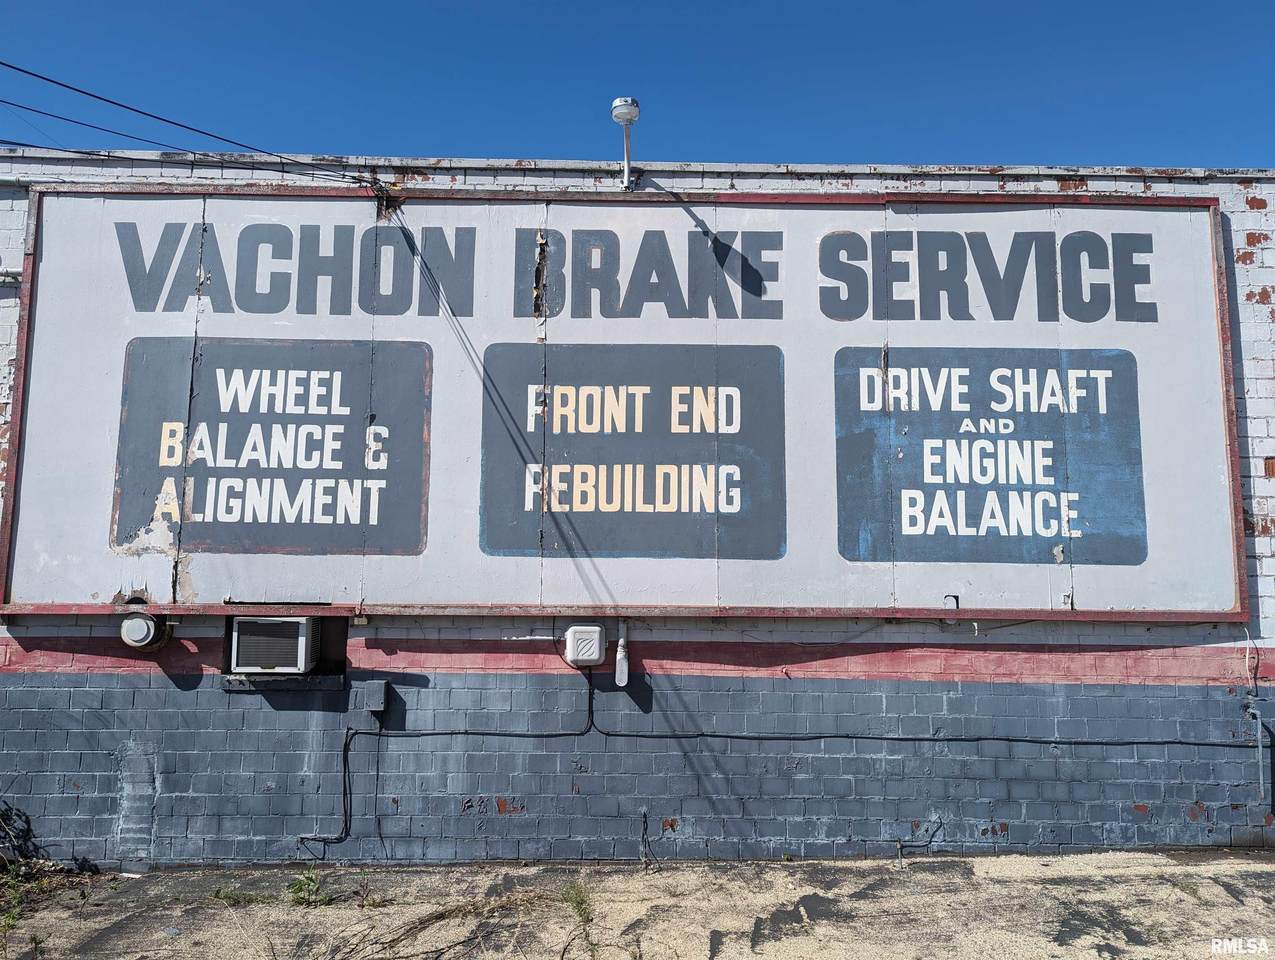 VACHON BRAKE SERVICE
WHEEL
BALANCE &
ALIGNMENT
FRONT END
REBUILDING
DRIVE SHAFT
AND
ENGINE
BALANCE
RMLSA